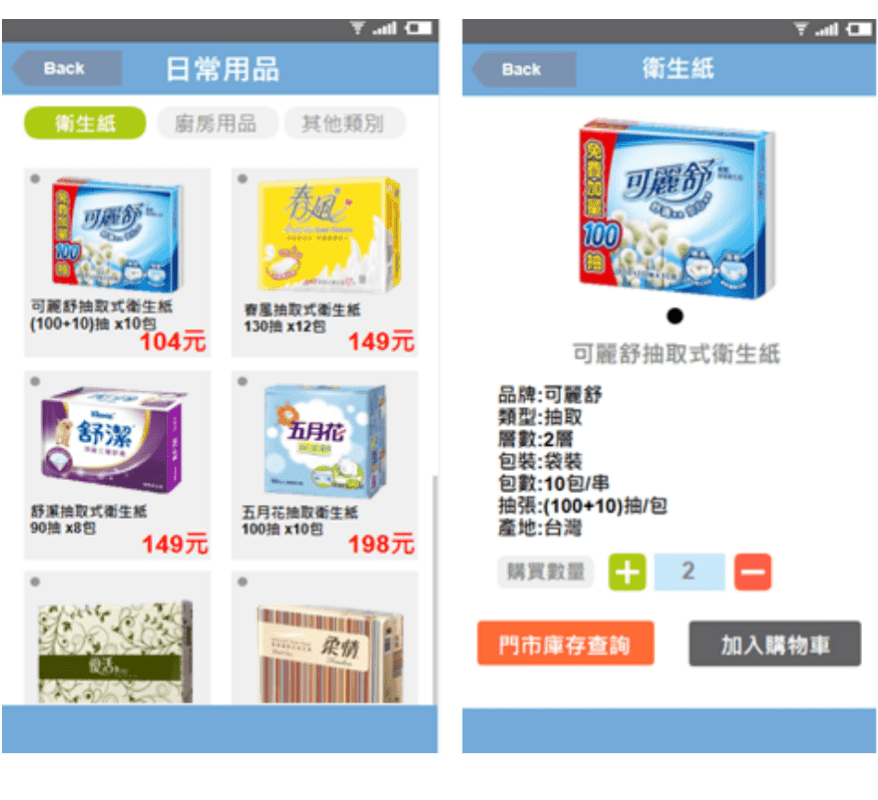 Back
日常用品
衛生紙
廚房用品
其他類別
免費加量
100
抽
可麗舒
可麗舒抽取式衛生紙
(100+10)抽 x10包
104元
春風
春風抽取式衛生紙
130抽 x12包
149元
舒潔
舒潔抽取式衛生紙
90抽 x8包
149元
五月花
五月花抽取衛生紙
100抽 x10包
198元
優活
柔情
Back
衛生紙
免費加量
100
抽
可麗舒
可麗舒抽取式衛生紙
品牌:可麗舒
類型:抽取
層數:2層
包裝:袋裝
包數:10包/串
抽張:(100+10)抽/包
產地:台灣
購買數量
2
門市庫存查詢
加入購物車